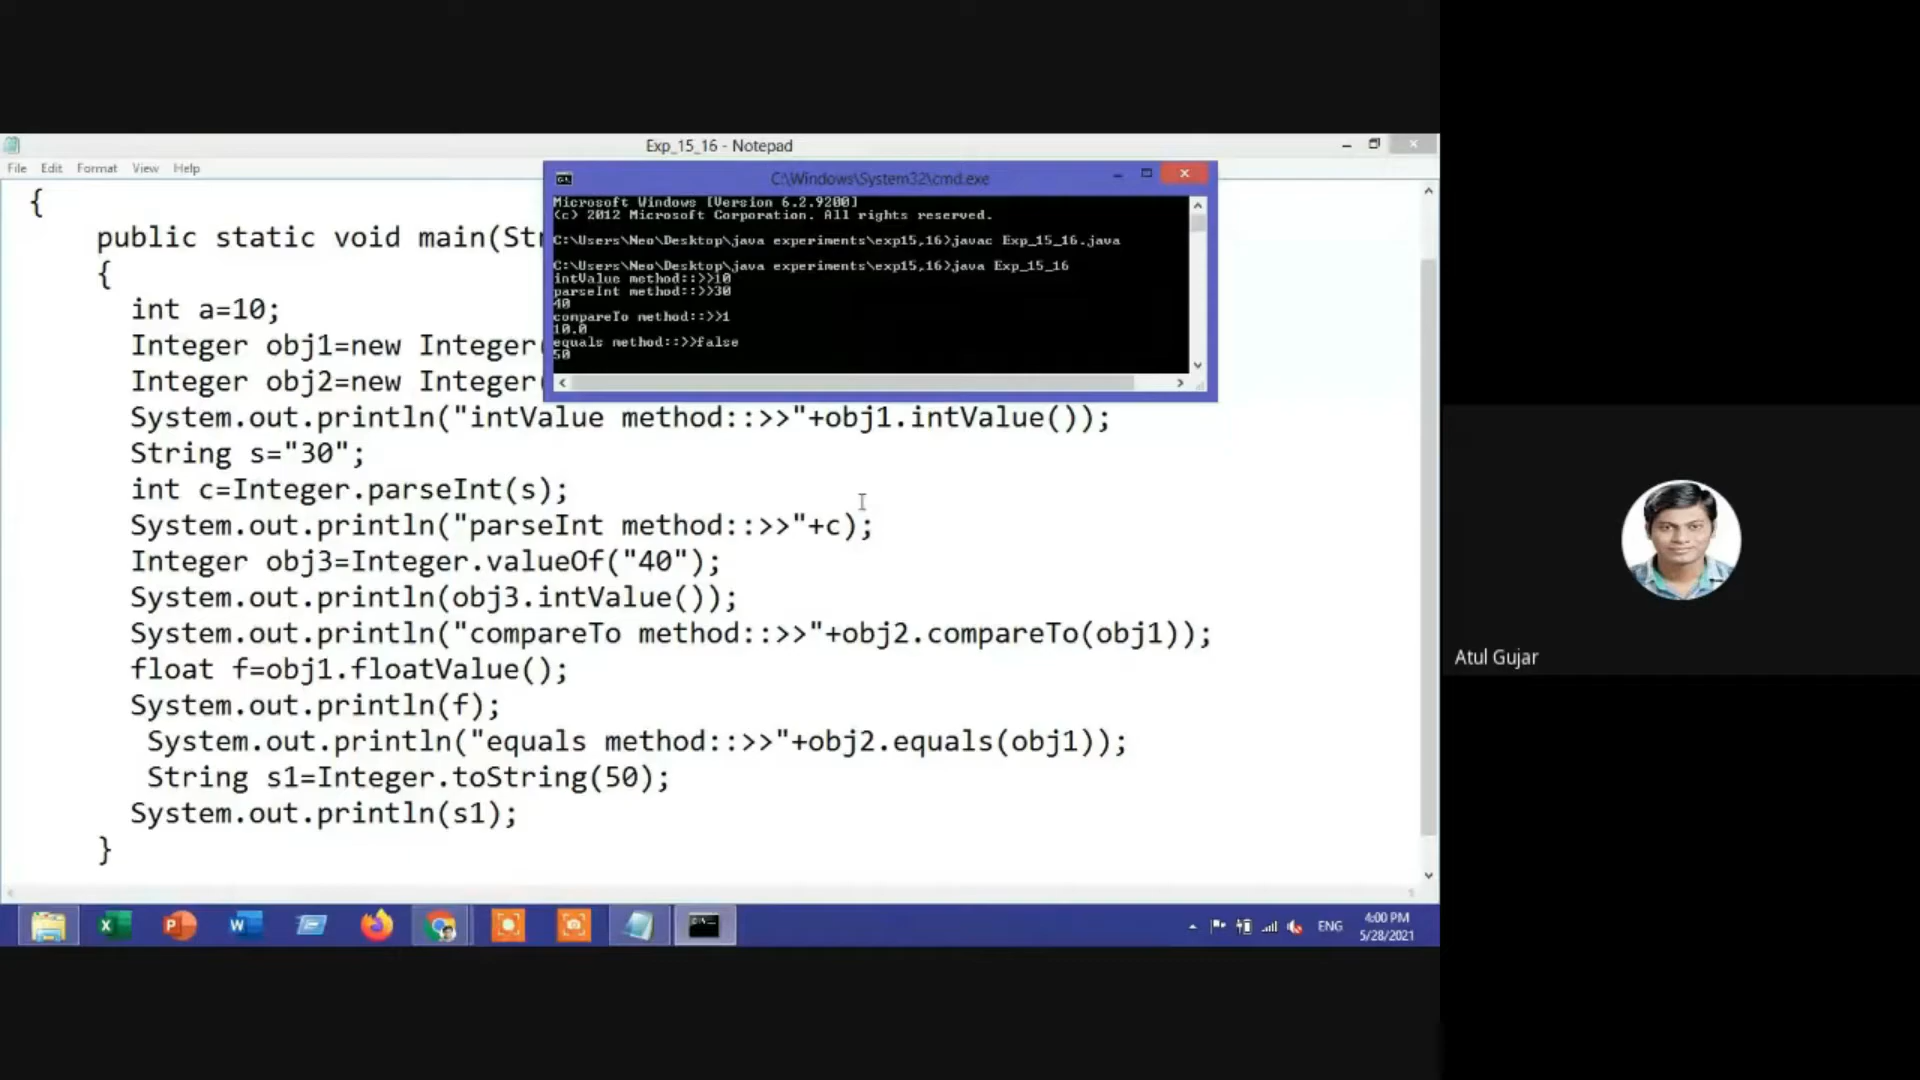 Exp_15_16 - Notepad
File Edit Format View Help
{
public static void main(Str
{
int a=10;
Integer obj1=new Integer(
Integer obj2=new Integer(
System.out.println("intValue method::>>"+obj1.intValue());
String s="30";
int c=Integer.parseInt(s);
System.out.println("parseInt method::>>"+c);
Integer obj3=Integer.valueOf("40");
System.out.println(obj3.intValue());
System.out.println("compareTo method::>>"+obj2.compareTo(obj1));
float f=obj1.floatValue();
System.out.println(f);
System.out.println("equals method::>>"+obj2.equals(obj1));
String s1=Integer.toString(50);
System.out.println(s1);
}
C:\Windows\System32\cmd.exe
Microsoft Windows [Version 6.2.9200]
(c) 2012 Microsoft Corporation. All rights reserved.
C:\Users\Neo\Desktop\java experiments\exp15,16>javac Exp_15_16.java
C:\Users\Neo\Desktop\java experiments\exp15,16>java Exp_15_16
intValue method::>>10
parseInt method::>>30
40
compareTo method::>>1
10.0
equals method::>>false
50
Atul Gujar
ENG
4:00 PM
5/28/2021